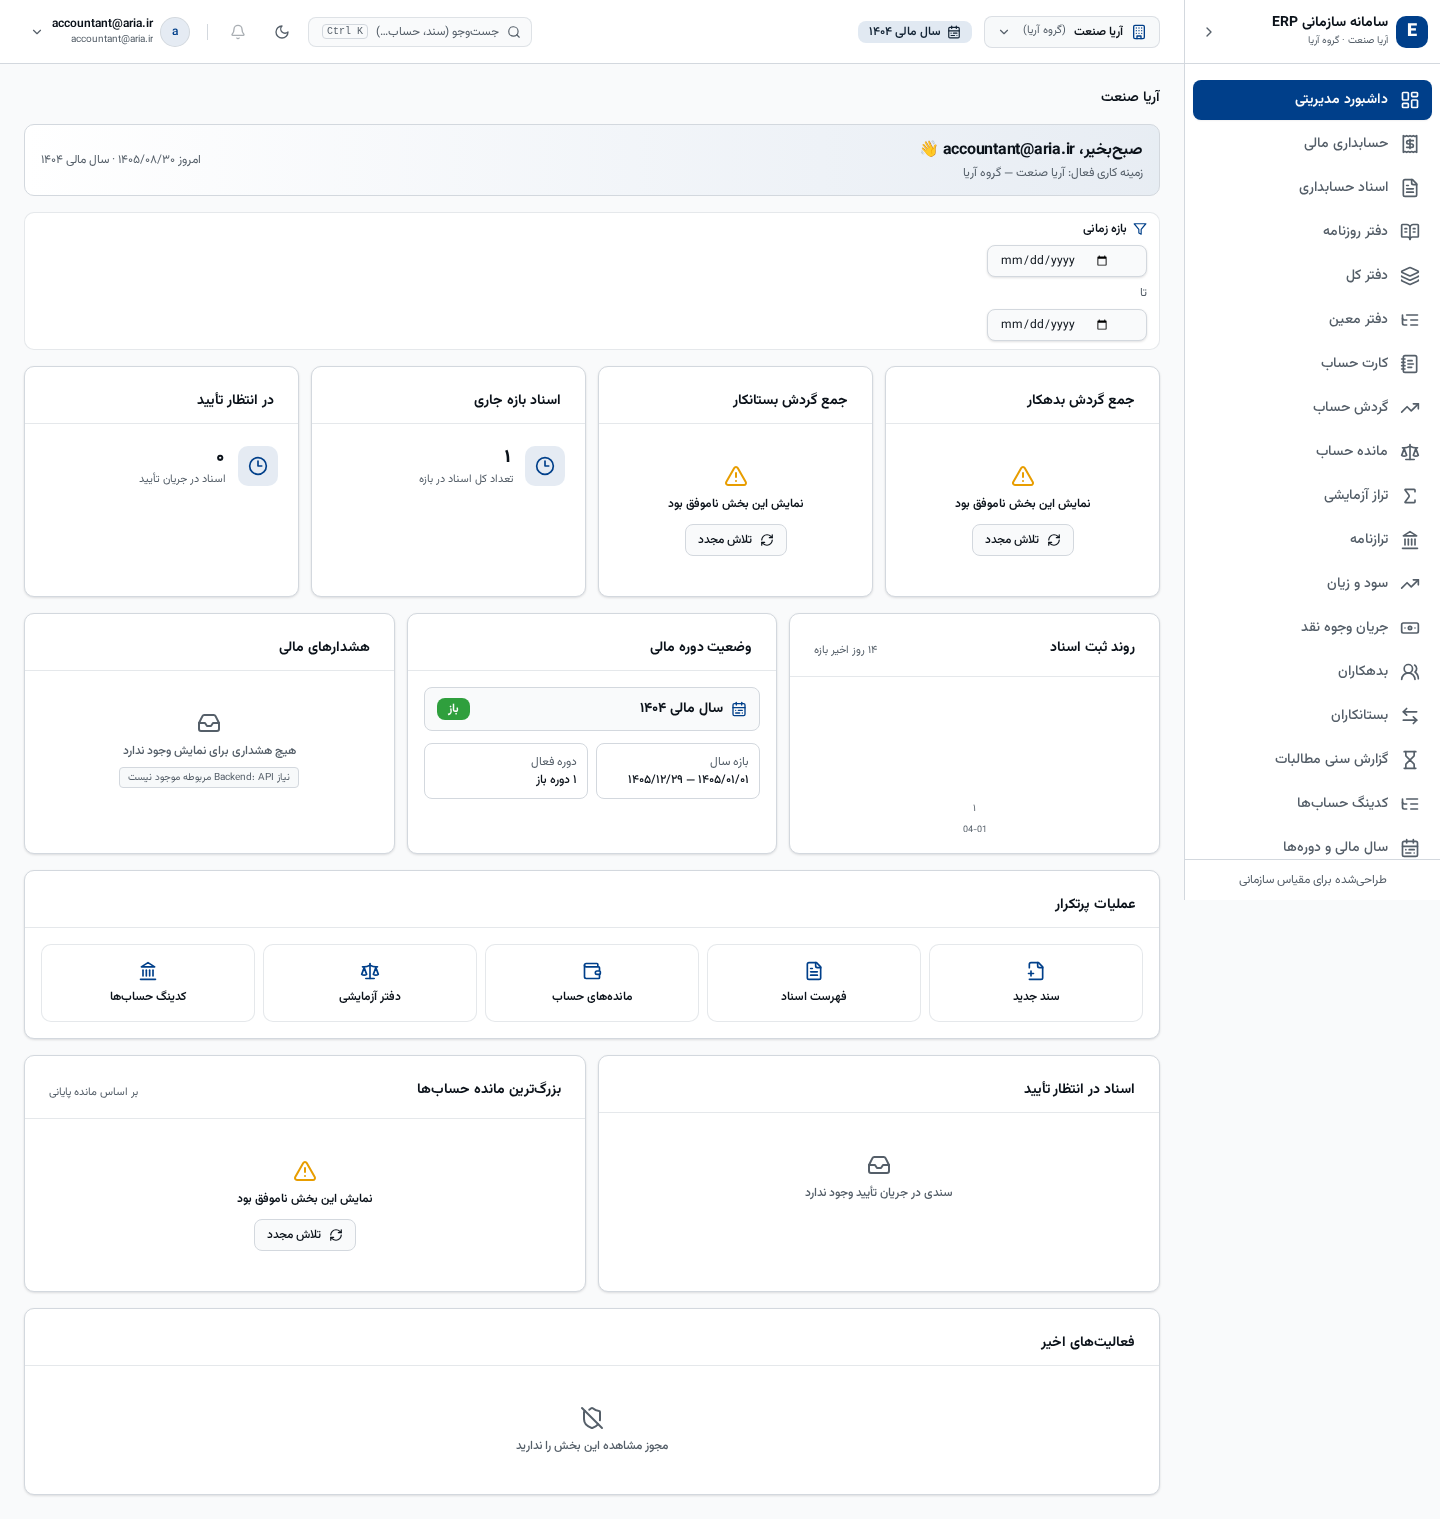 سامانه سازمانی ERP
آریا صنعت · گروه آریا
E
آریا صنعت (گروه آریا)
سال مالی ۱۴۰۴
جست‌وجو (سند، حساب...) Ctrl K
accountant@aria.ir
accountant@aria.ir
a
داشبورد مدیریتی
حسابداری مالی
اسناد حسابداری
دفتر روزنامه
دفتر کل
دفتر معین
کارت حساب
گردش حساب
مانده حساب
تراز آزمایشی
ترازنامه
سود و زیان
جریان وجوه نقد
بدهکاران
بستانکاران
گزارش سنی مطالبات
کدینگ حساب‌ها
سال مالی و دوره‌ها
طراحی‌شده برای مقیاس سازمانی
آریا صنعت
صبح‌بخیر، accountant@aria.ir 👋
زمینه کاری فعال: آریا صنعت — گروه آریا
امروز ۱۴۰۵/۰۸/۳۰ · سال مالی ۱۴۰۴
بازه زمانی
mm/dd/yyyy
تا
mm/dd/yyyy
جمع گردش بدهکار
نمایش این بخش ناموفق بود
تلاش مجدد
جمع گردش بستانکار
نمایش این بخش ناموفق بود
تلاش مجدد
اسناد بازه جاری
۱
تعداد کل اسناد در بازه
در انتظار تأیید
۰
اسناد در جریان تأیید
روند ثبت اسناد
۱۴ روز اخیر بازه
۱
04-01
وضعیت دوره مالی
سال مالی ۱۴۰۴
باز
بازه سال
۱۴۰۵/۰۱/۰۱ — ۱۴۰۵/۱۲/۲۹
دوره فعال
۱ دوره باز
هشدارهای مالی
هیچ هشداری برای نمایش وجود ندارد
نیاز Backend: API مربوطه موجود نیست
عملیات پرتکرار
سند جدید
فهرست اسناد
مانده‌های حساب
دفتر آزمایشی
کدینگ حساب‌ها
اسناد در انتظار تأیید
سندی در جریان تأیید وجود ندارد
بزرگ‌ترین مانده حساب‌ها
بر اساس مانده پایانی
نمایش این بخش ناموفق بود
تلاش مجدد
فعالیت‌های اخیر
مجوز مشاهده این بخش را ندارید